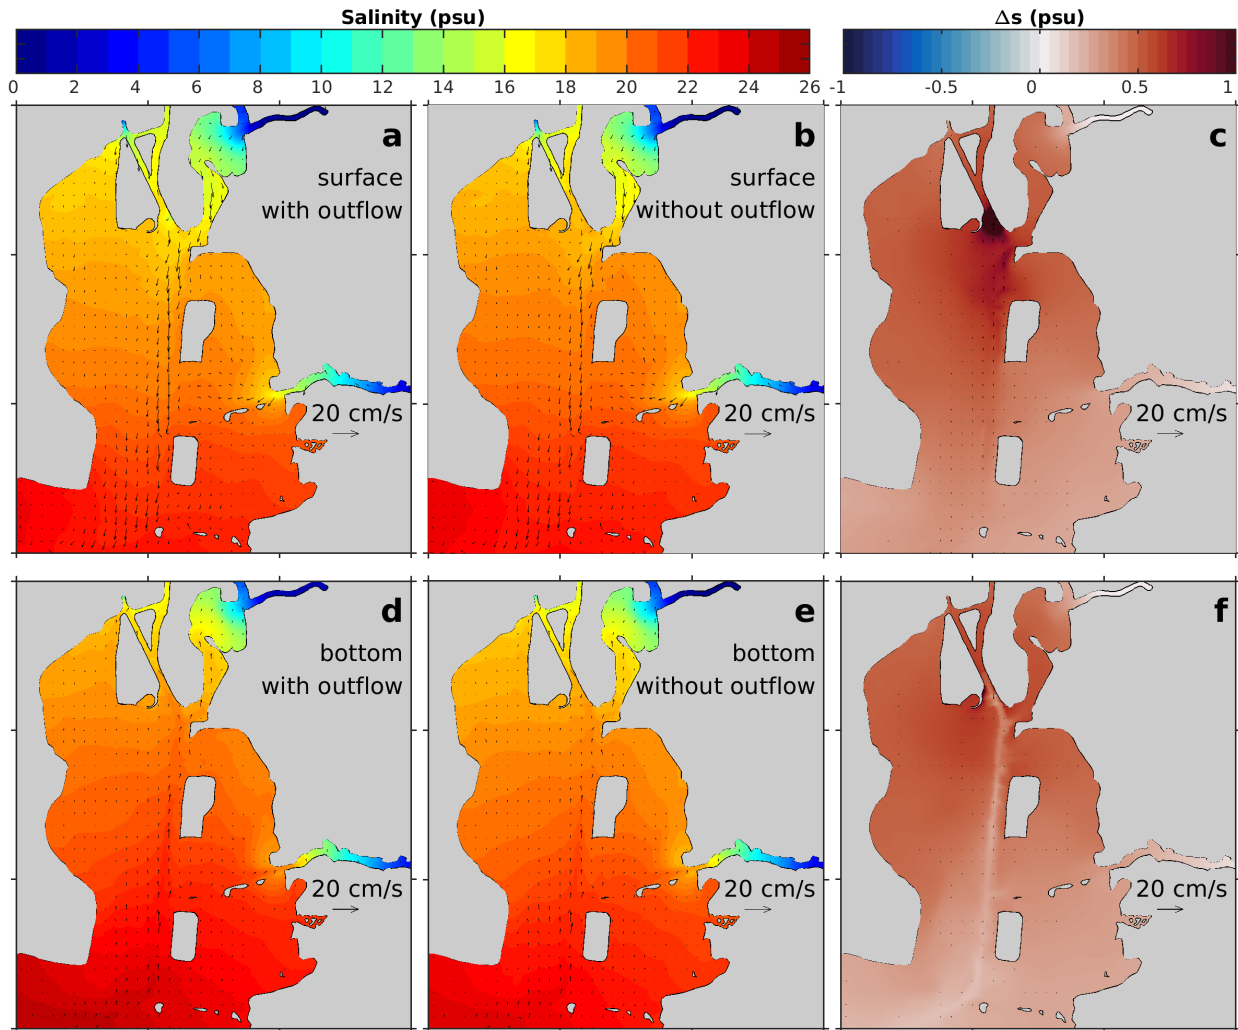 Salinity (psu)
Δs (psu)
0 2 4 6 8 10 12 14 16 18 20 22 24 26
-1 -0.5 0 0.5 1
a
surface
with outflow
20 cm/s
b
surface
without outflow
20 cm/s
c
20 cm/s
d
bottom
with outflow
20 cm/s
e
bottom
without outflow
20 cm/s
f
20 cm/s